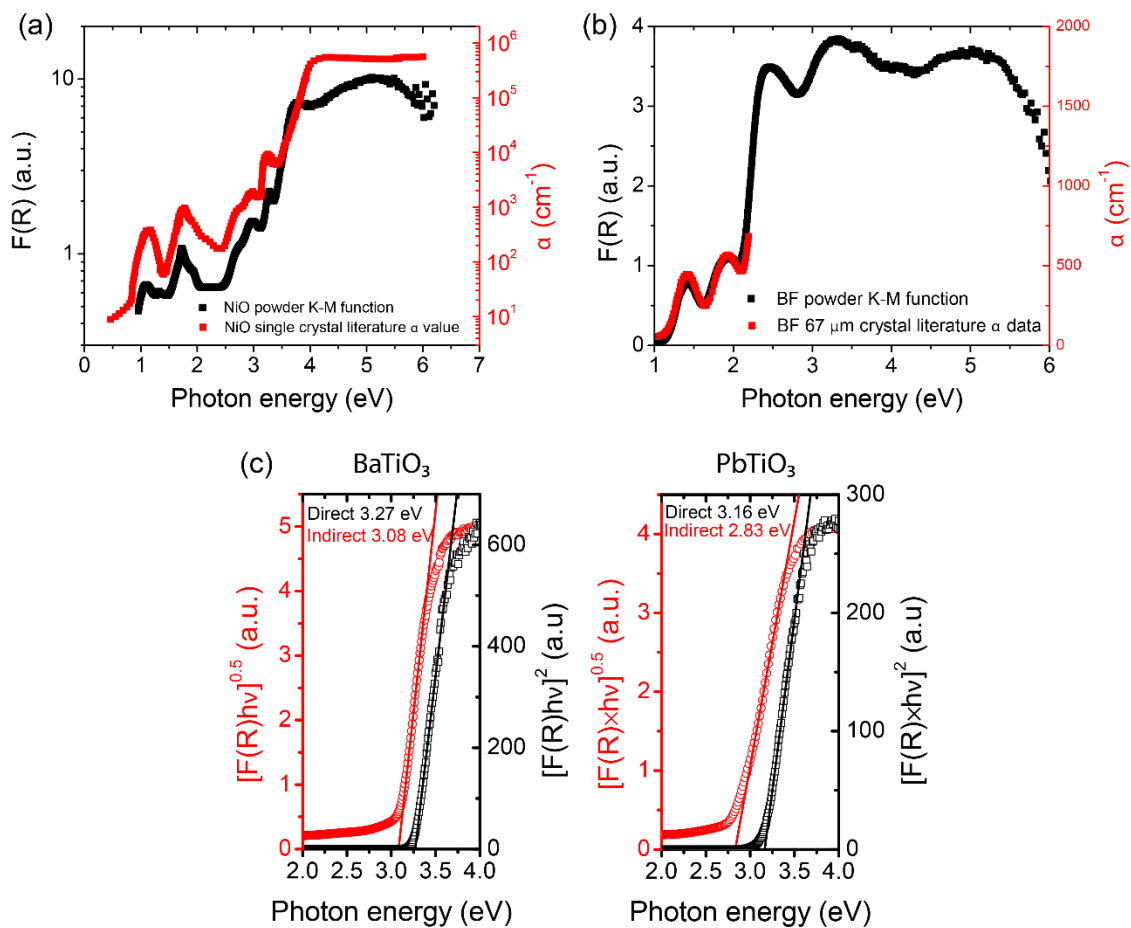 (a)
F(R) (a.u.)
10
1
0 1 2 3 4 5 6 7
Photon energy (eV)
α (cm⁻¹)
10⁶
10⁵
10⁴
10³
10²
10¹
NiO powder K-M function
NiO single crystal literature α value
(b)
F(R) (a.u.)
4
3
2
1
0
1 2 3 4 5 6
Photon energy (eV)
α (cm⁻¹)
2000
1750
1500
1250
1000
750
500
250
0
BF powder K-M function
BF 67 μm crystal literature α data
(c)
BaTiO₃
Direct 3.27 eV
Indirect 3.08 eV
[F(R)hν]⁰·⁵ (a.u.)
5
4
3
2
1
0
2.0 2.5 3.0 3.5 4.0
Photon energy (eV)
[F(R)hν]² (a.u)
600
400
200
0
PbTiO₃
Direct 3.16 eV
Indirect 2.83 eV
[F(R)×hν]⁰·⁵ (a.u.)
4
3
2
1
0
2.0 2.5 3.0 3.5 4.0
Photon energy (eV)
[F(R)×hν]² (a.u)
300
200
100
0